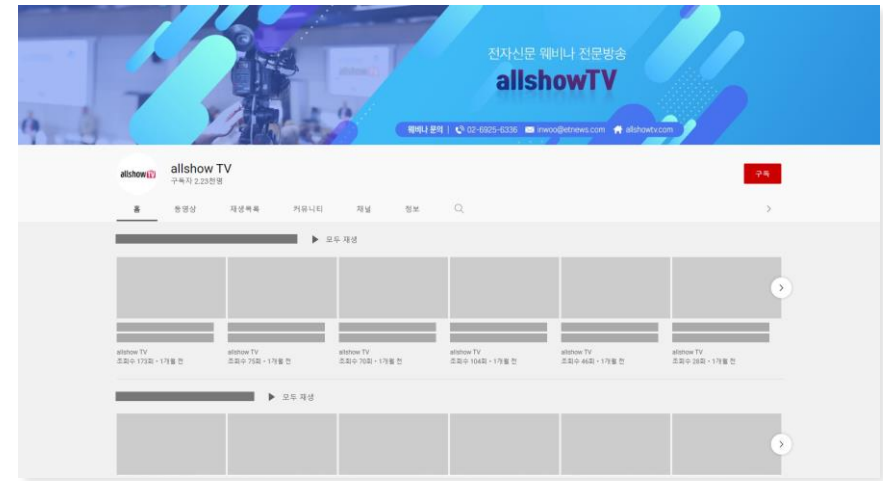 전자신문 웨비나 전문방송
allshowTV
웨비나 문의 | 02-6925-6336 inwoo@etnews.com allshowtv.com
allshowTV
allshow TV
구독자 2.23천명
구독
홈 동영상 재생목록 커뮤니티 채널 정보
모두 재생
allshow TV allshow TV allshow TV allshow TV allshow TV allshow TV
조회수 173회 • 1개월 전 조회수 75회 • 1개월 전 조회수 70회 • 1개월 전 조회수 104회 • 1개월 전 조회수 46회 • 1개월 전 조회수 28회 • 1개월 전
모두 재생